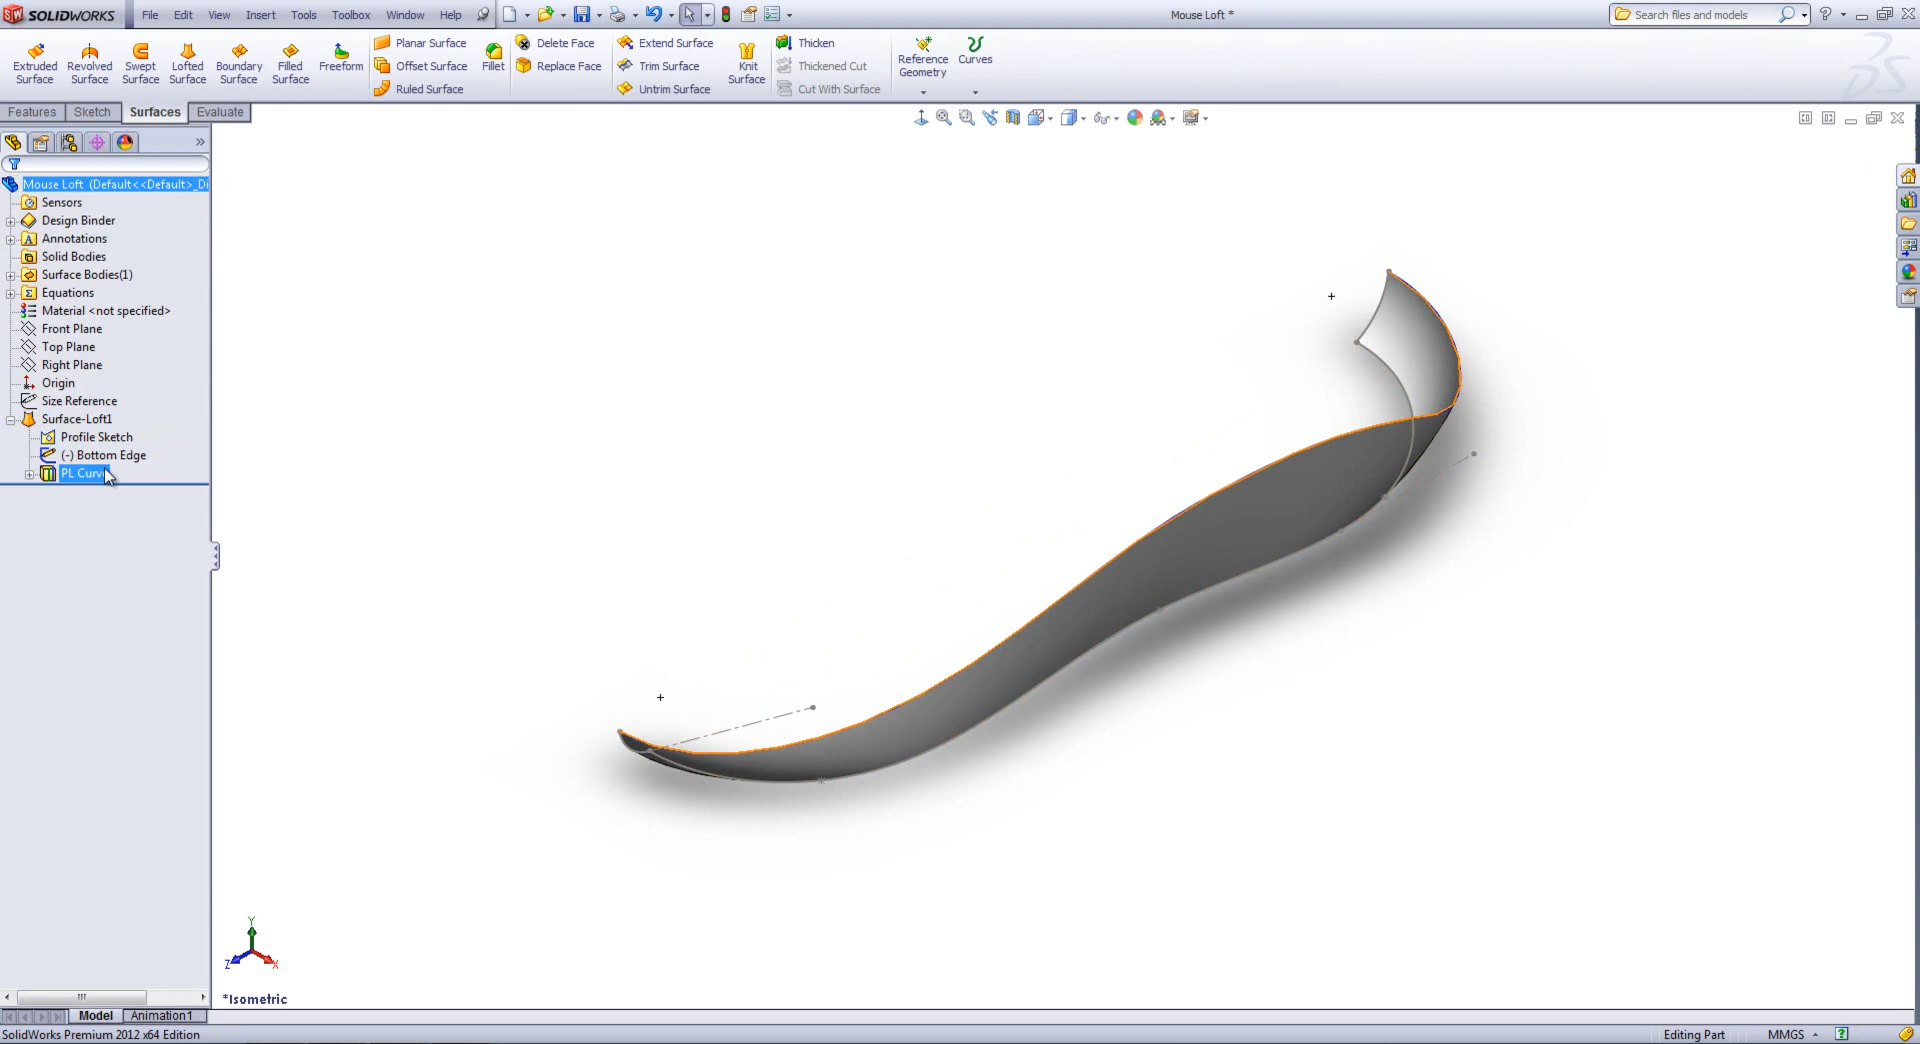 SOLIDWORKS File Edit View Insert Tools Toolbox Window Help Mouse Loft * Search files and models ?
Extruded Surface
Revolved Surface
Swept Surface
Lofted Surface
Boundary Surface
Filled Surface
Freeform
Planar Surface
Offset Surface
Ruled Surface
Fillet
Delete Face
Replace Face
Extend Surface
Trim Surface
Untrim Surface
Knit Surface
Thicken
Thickened Cut
Cut With Surface
Reference Geometry
Curves
Features Sketch Surfaces Evaluate
Mouse Loft (Default<<Default>_Di
Sensors
Design Binder
Annotations
Solid Bodies
Surface Bodies(1)
Equations
Material <not specified>
Front Plane
Top Plane
Right Plane
Origin
Size Reference
Surface-Loft1
Profile Sketch
(-) Bottom Edge
PL Curv
Y
Z
X
*Isometric
Model Animation1
SolidWorks Premium 2012 x64 Edition Editing Part MMGS ?